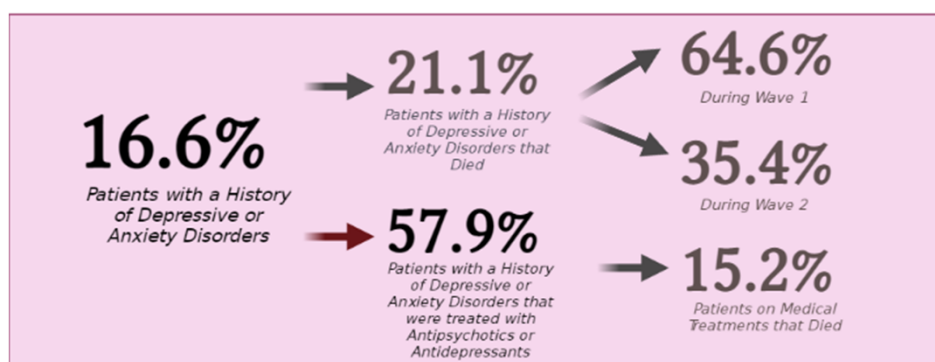 16.6%
Patients with a History
of Depressive or
Anxiety Disorders
21.1%
Patients with a History
of Depressive or
Anxiety Disorders that
Died
64.6%
During Wave 1
35.4%
During Wave 2
57.9%
Patients with a History
of Depressive or
Anxiety Disorders that
were treated with
Antipsychotics or
Antidepressants
15.2%
Patients on Medical
Treatments that Died